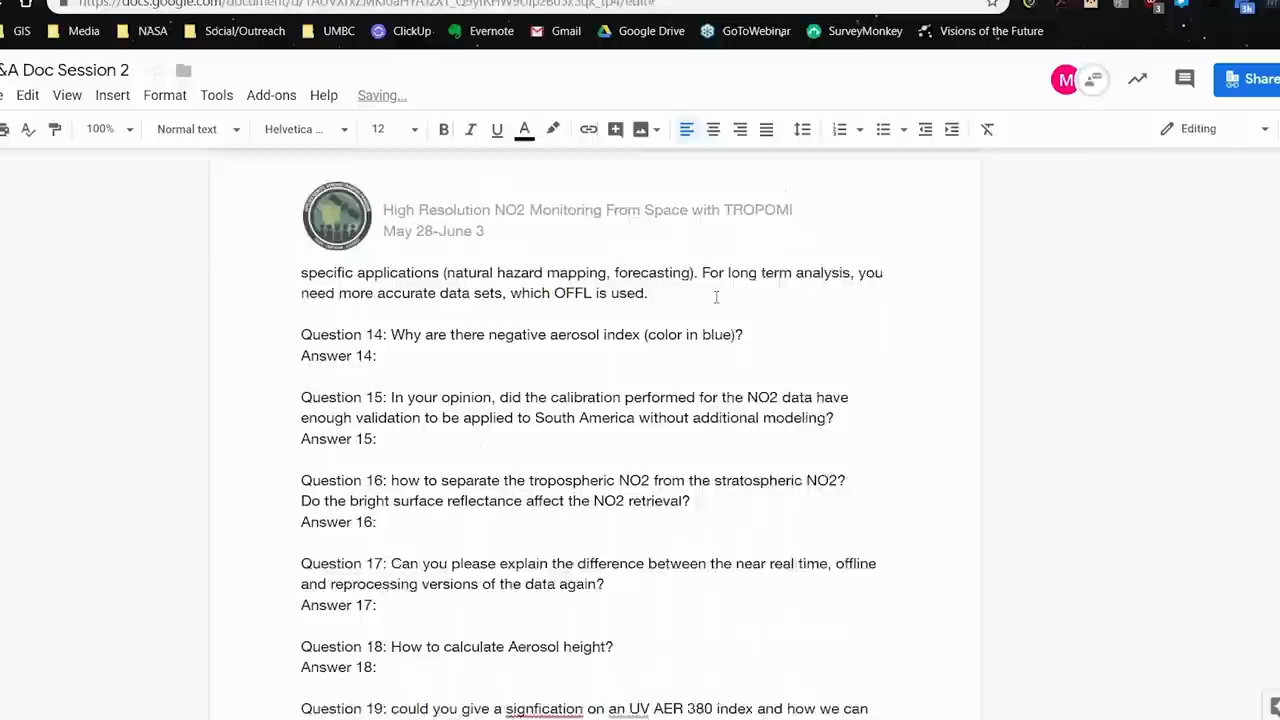 GIS Media NASA Social/Outreach UMBC ClickUp Evernote Gmail Google Drive GoToWebinar SurveyMonkey Visions of the Future
&A Doc Session 2
Edit View Insert Format Tools Add-ons Help Saving...
Share
100% Normal text Helvetica ... 12 B I U A Editing
High Resolution NO2 Monitoring From Space with TROPOMI
May 28-June 3
specific applications (natural hazard mapping, forecasting). For long term analysis, you
need more accurate data sets, which OFFL is used.
Question 14: Why are there negative aerosol index (color in blue)?
Answer 14:
Question 15: In your opinion, did the calibration performed for the NO2 data have
enough validation to be applied to South America without additional modeling?
Answer 15:
Question 16: how to separate the tropospheric NO2 from the stratospheric NO2?
Do the bright surface reflectance affect the NO2 retrieval?
Answer 16:
Question 17: Can you please explain the difference between the near real time, offline
and reprocessing versions of the data again?
Answer 17:
Question 18: How to calculate Aerosol height?
Answer 18:
Question 19: could you give a signfication on an UV AER 380 index and how we can